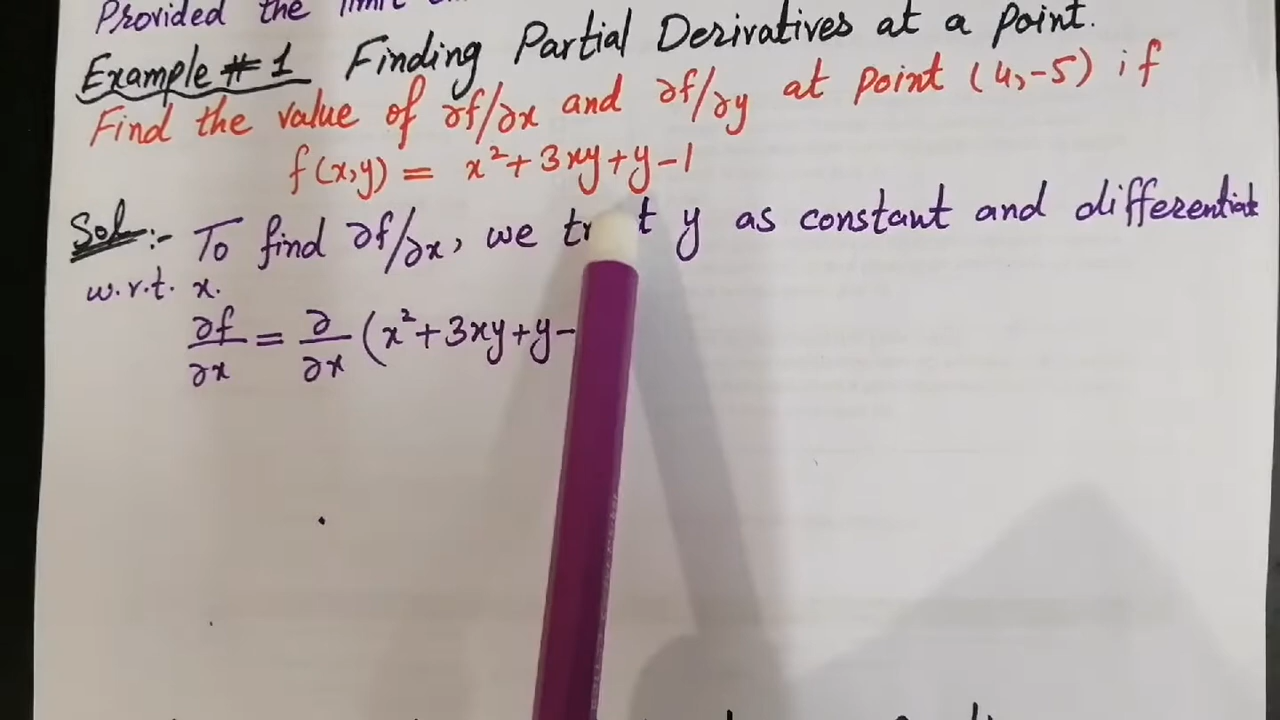 Provided the limit
Example #1 Finding Partial Derivatives at a point.
Find the value of ∂f/∂x and ∂f/∂y at point (4,-5) if
f(x,y) = x²+3xy+y-1
Sol:- To find ∂f/∂x, we t y as constant and differentiate
w.r.t. x.
∂f/∂x = ∂/∂x (x²+3xy+y-